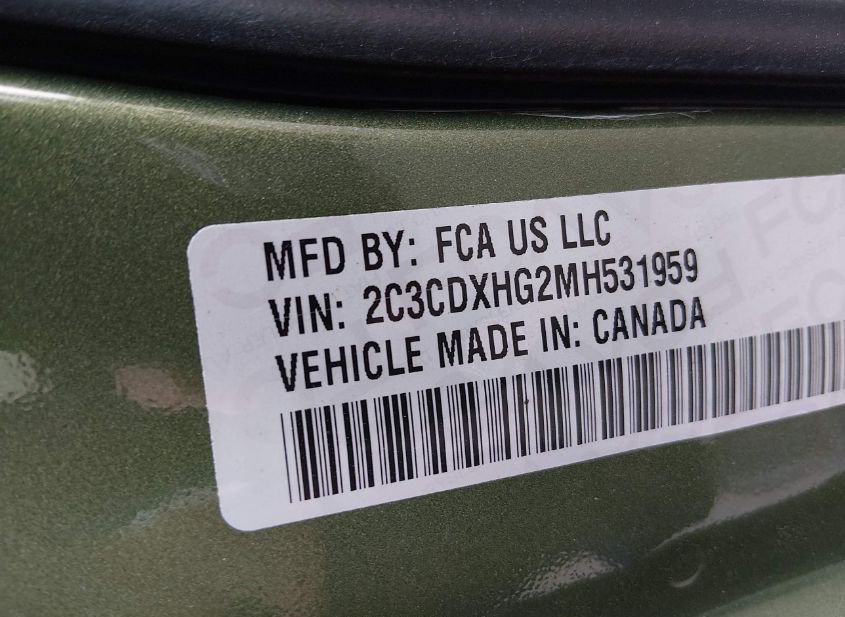 MFD BY: FCA US LLC
VIN: 2C3CDXHG2MH531959
VEHICLE MADE IN: CANADA